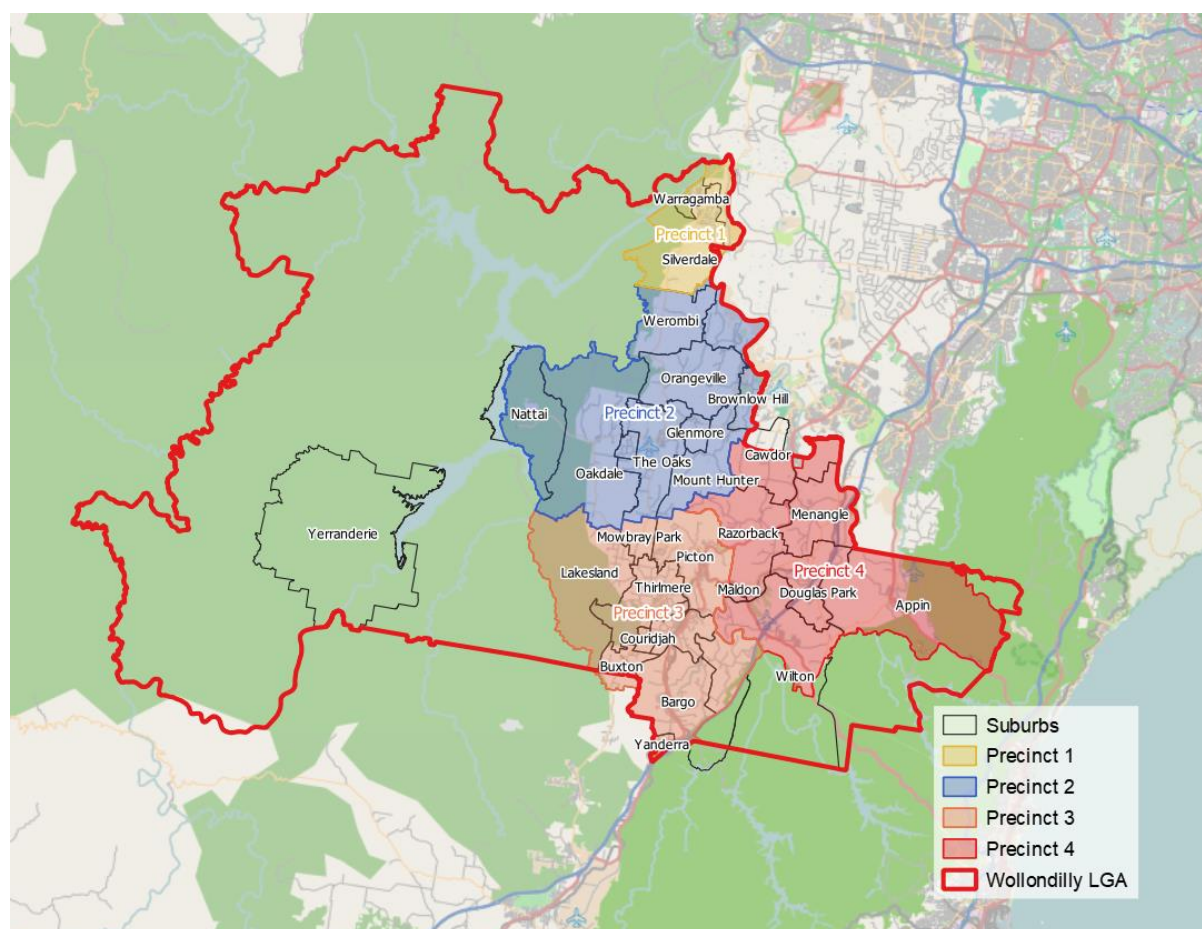 Warragamba
Precinct 1
Silverdale
Werombi
Orangeville
Brownlow Hill
Nattai
Precinct 2
Glenmore
Cawdor
The Oaks
Oakdale
Mount Hunter
Menangle
Yerranderie
Mowbray Park
Razorback
Picton
Lakesland
Precinct 4
Thirlmere
Maldon
Douglas Park
Appin
Precinct 3
Couridjah
Buxton
Wilton
Bargo
Yanderra
Suburbs
Precinct 1
Precinct 2
Precinct 3
Precinct 4
Wollondilly LGA